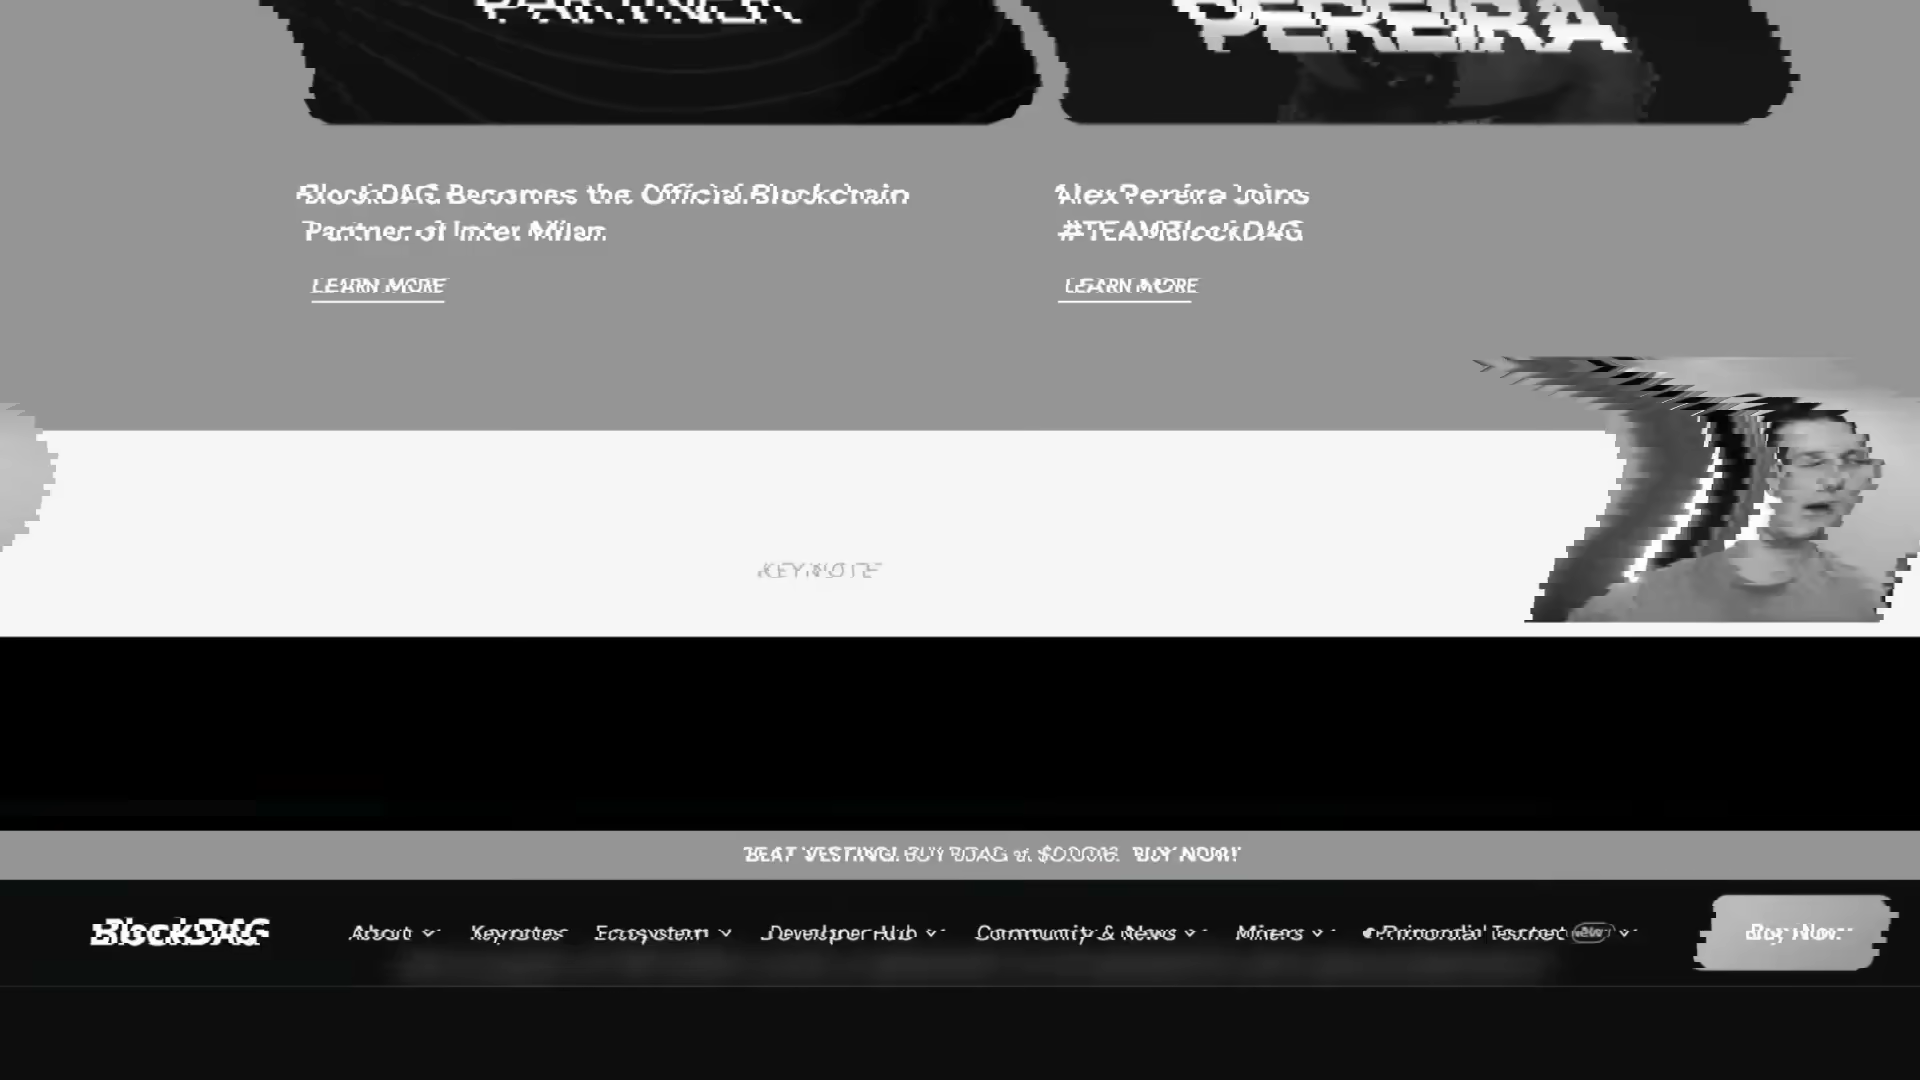 PEREIRA
BlockDAG Becomes the Official Blockchain
Partner of Inter Milan
LEARN MORE
Alex Pereira Joins
#TEAMBlockDAG
LEARN MORE
KEYNOTE
BEAT VESTING. BUY BDAG at $0.0016. BUY NOW!
BlockDAG
About
Keynotes
Ecosystem
Developer Hub
Community & News
Miners
Primordial Testnet
New
Buy Now